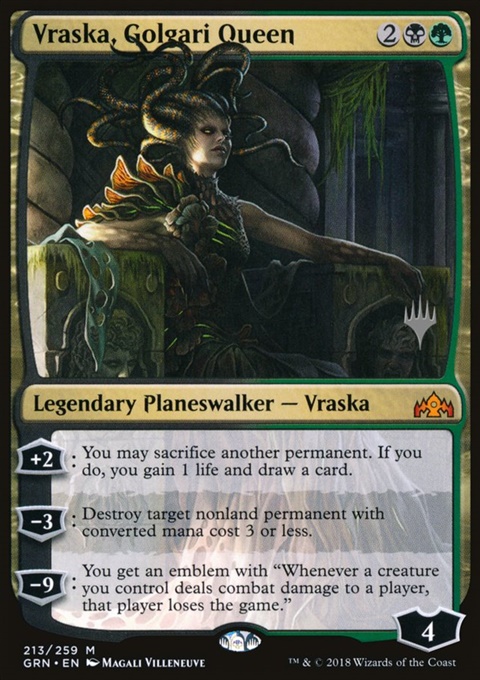 Vraska, Golgari Queen 2
Legendary Planeswalker — Vraska
+2 : You may sacrifice another permanent. If you
do, you gain 1 life and draw a card.
-3 : Destroy target nonland permanent with
converted mana cost 3 or less.
-9 : You get an emblem with “Whenever a creature
you control deals combat damage to a player,
that player loses the game.”
4
213/259 M
GRN • EN Magali Villeneuve
™ & © 2018 Wizards of the Coast